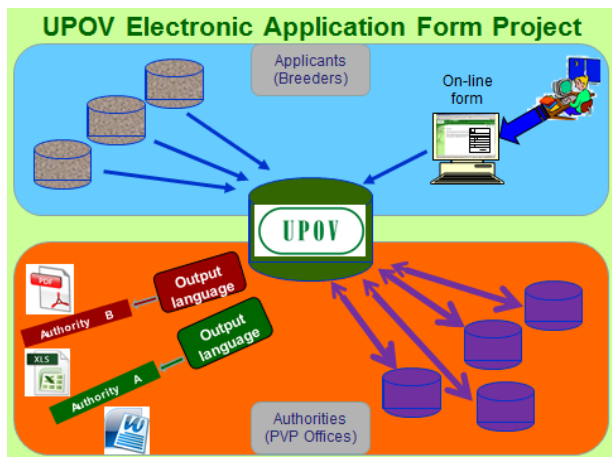 UPOV Electronic Application Form Project
Applicants
(Breeders)
On-line
form
UPOV
PDF
Output
language
Authority B
Output
language
XLS
Authority A
W
Authorities
(PVP Offices)